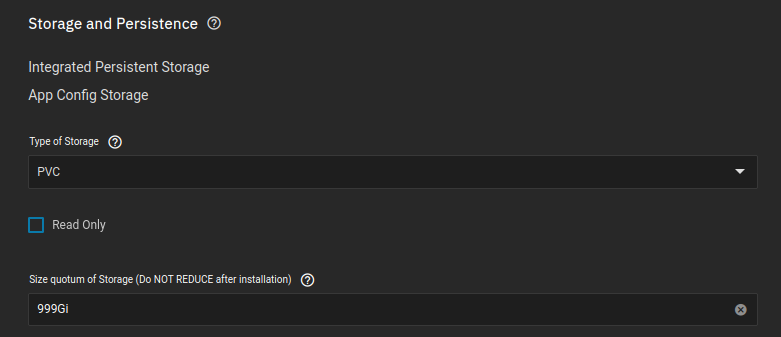 Storage and Persistence
Integrated Persistent Storage
App Config Storage
Type of Storage
PVC
Read Only
Size quotum of Storage (Do NOT REDUCE after installation)
999Gi